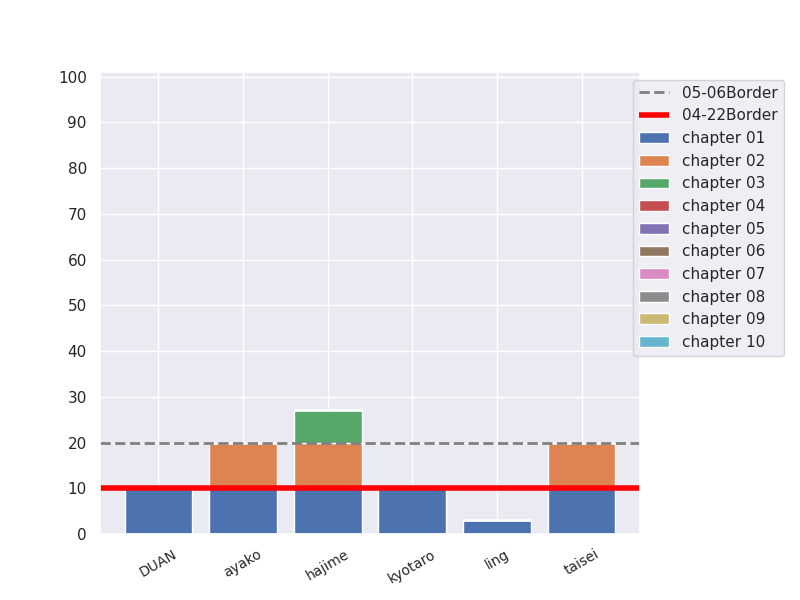 100
90
80
70
60
50
40
30
20
10
0
DUAN
ayako
hajime
kyotaro
ling
taisei
05-06Border
04-22Border
chapter 01
chapter 02
chapter 03
chapter 04
chapter 05
chapter 06
chapter 07
chapter 08
chapter 09
chapter 10